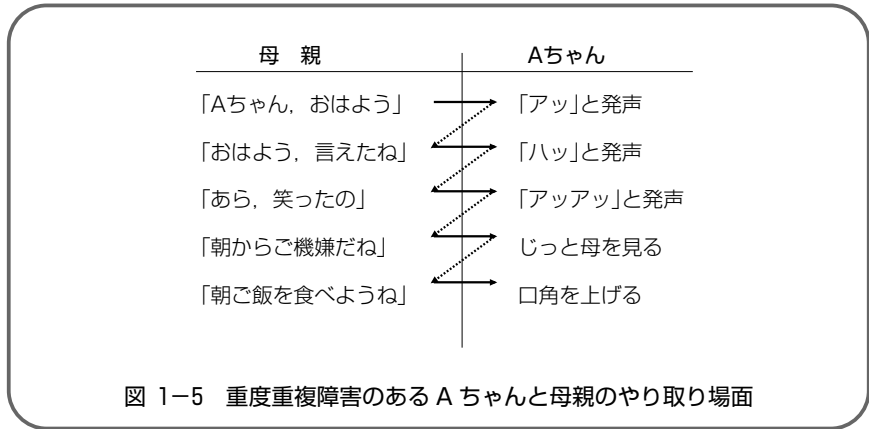 母 親 Aちゃん
「Aちゃん，おはよう」 「アッ」と発声
「おはよう，言えたね」 「ハッ」と発声
「あら，笑ったの」 「アッアッ」と発声
「朝からご機嫌だね」 じっと母を見る
「朝ご飯を食べようね」 口角を上げる
図 1−5 重度重複障害のある A ちゃんと母親のやり取り場面